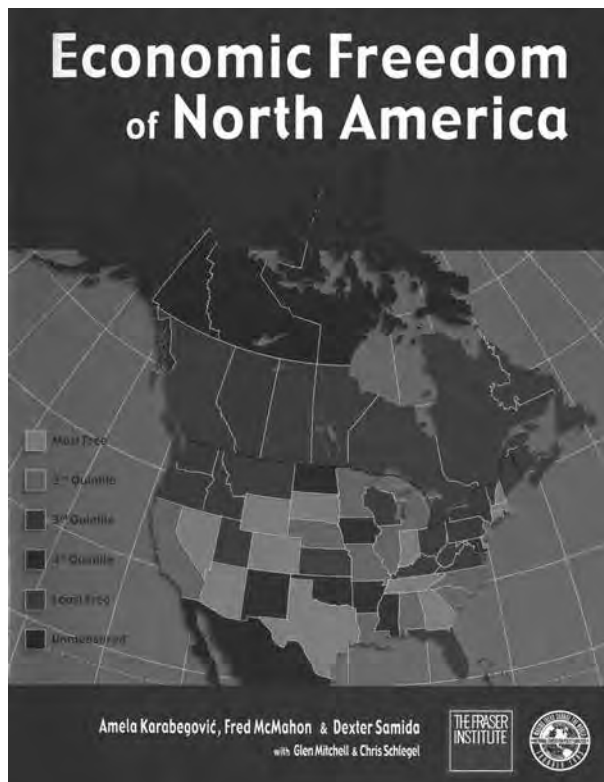 Economic Freedom
of North America
Most Free
Quintile
3rd Quintile
4th Quintile
Least Free
Unmeasured
Amela Karabegović, Fred McMahon & Dexter Samida
with Glen Mitchell & Chris Schlegel
THE FRASER
INSTITUTE